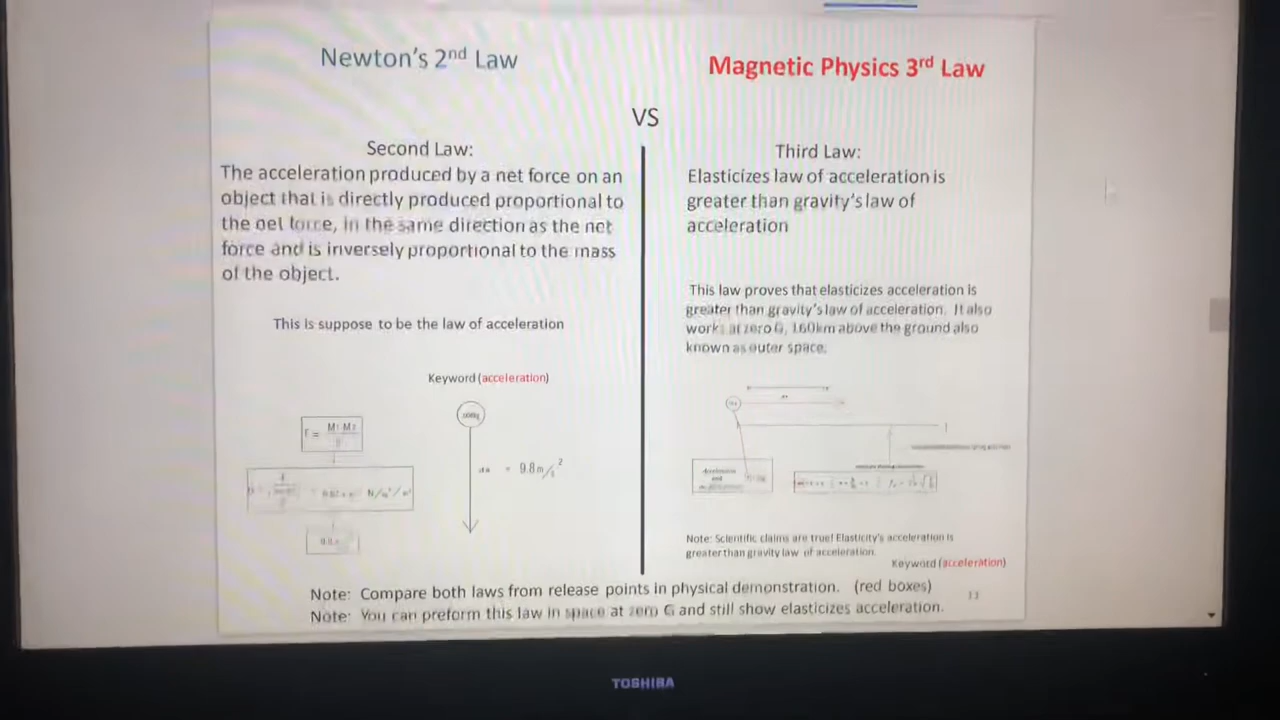 Newton's 2nd Law
Magnetic Physics 3rd Law
VS
Second Law:
The acceleration produced by a net force on an
object that is directly produced proportional to
the net force, in the same direction as the net
force and is inversely proportional to the mass
of the object.
This is suppose to be the law of acceleration
Keyword (acceleration)
= 9.8 m/s²
Third Law:
Elasticizes law of acceleration is
greater than gravity's law of
acceleration
This law proves that elasticizes acceleration is
greater than gravity's law of acceleration. It also
works at zero G, 160km above the ground also
known as outer space.
Note: Scientific claims are true! Elasticity's acceleration is
greater than gravity law of acceleration.
Keyword (acceleration)
Note: Compare both laws from release points in physical demonstration. (red boxes)
Note: You can preform this law in space at zero G and still show elasticizes acceleration.
TOSHIBA